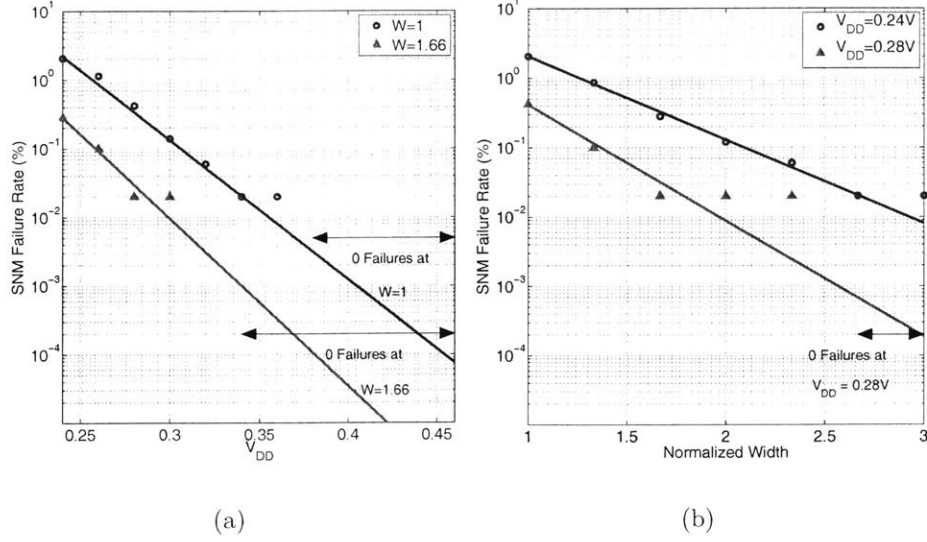 10^1
10^0
10^-1
10^-2
10^-3
10^-4
SNM Failure Rate (%)
W=1
W=1.66
0 Failures at
W=1
0 Failures at
W=1.66
0.25
0.3
0.35
0.4
0.45
V_DD
(a)
10^1
10^0
10^-1
10^-2
10^-3
10^-4
SNM Failure Rate (%)
V_DD=0.24V
V_DD=0.28V
0 Failures at
V_DD = 0.28V
1
1.5
2
2.5
3
Normalized Width
(b)